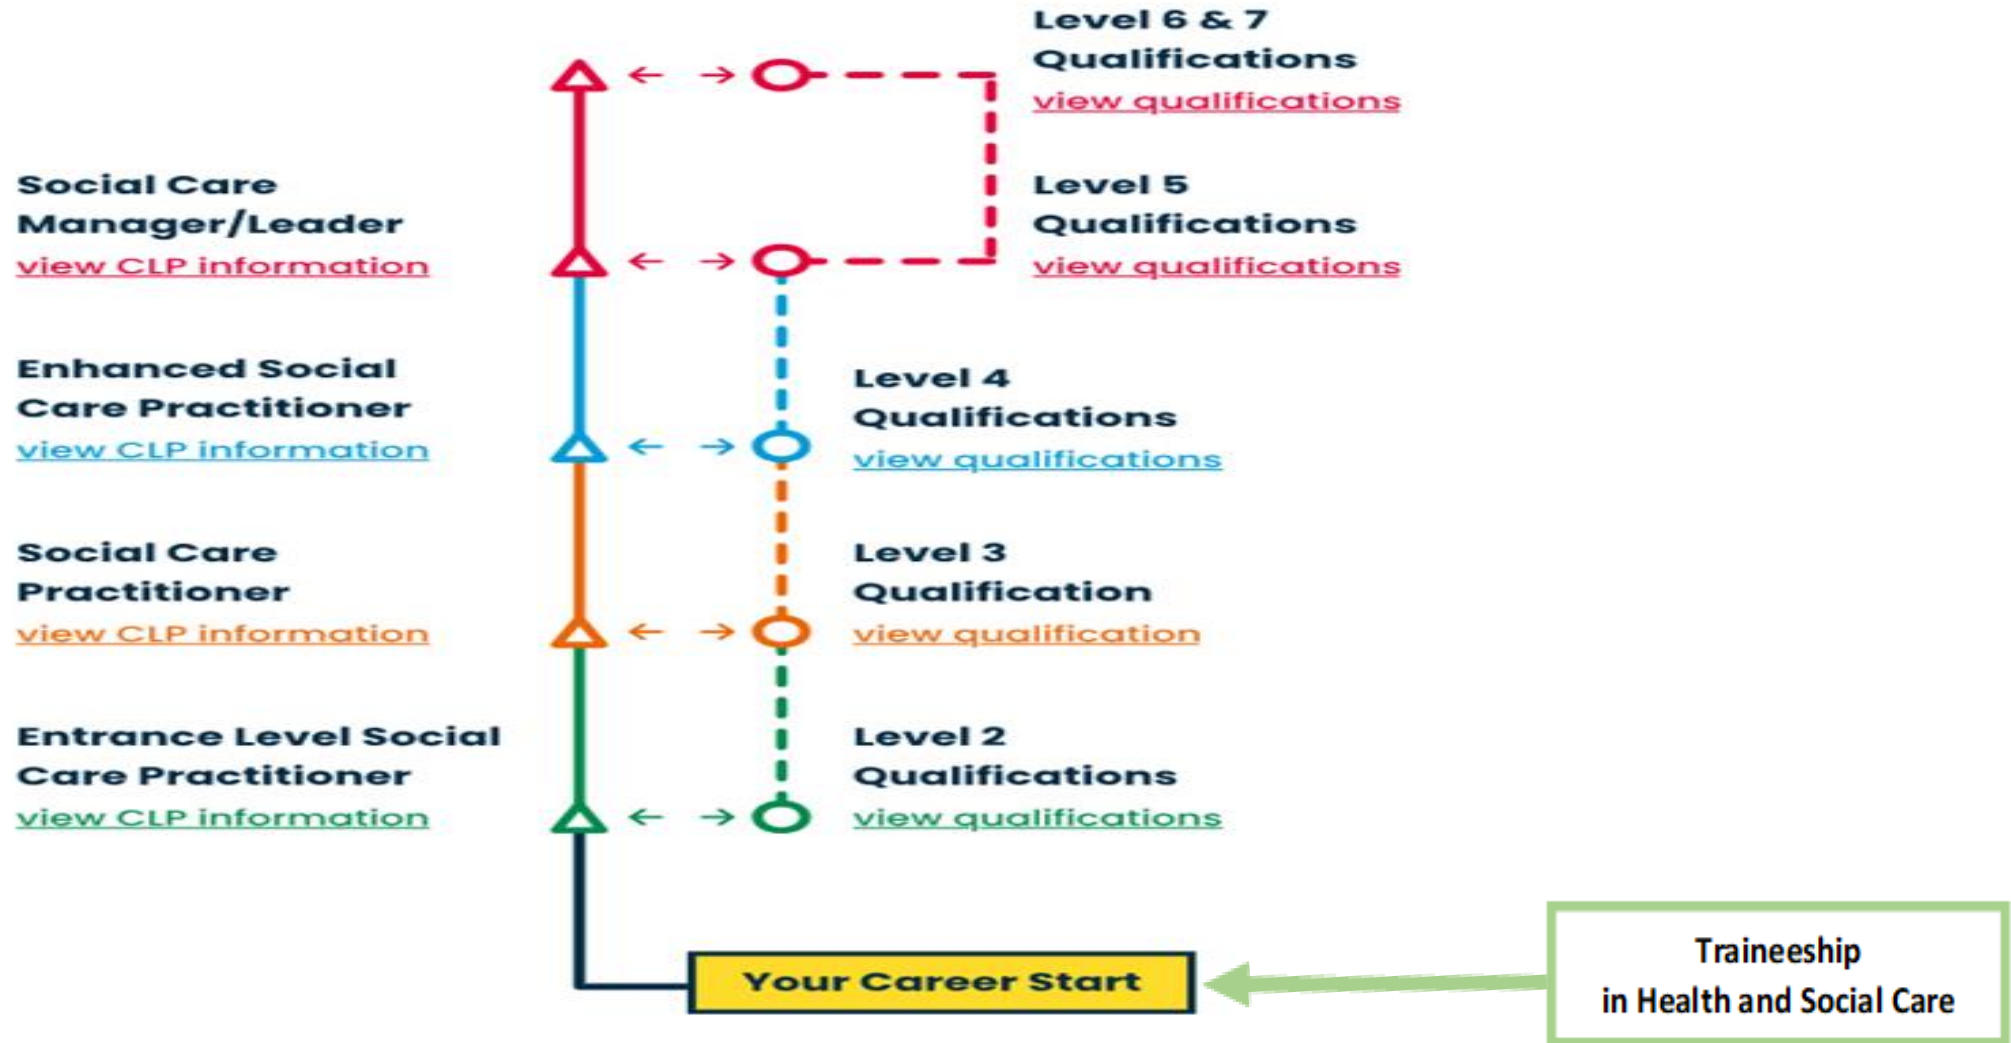 Level 6 & 7
Qualifications
view qualifications
Social Care
Manager/Leader
view CLP information
Level 5
Qualifications
view qualifications
Enhanced Social
Care Practitioner
view CLP information
Level 4
Qualifications
view qualifications
Social Care
Practitioner
view CLP information
Level 3
Qualification
view qualification
Entrance Level Social
Care Practitioner
view CLP information
Level 2
Qualifications
view qualifications
Your Career Start
Traineeship
in Health and Social Care